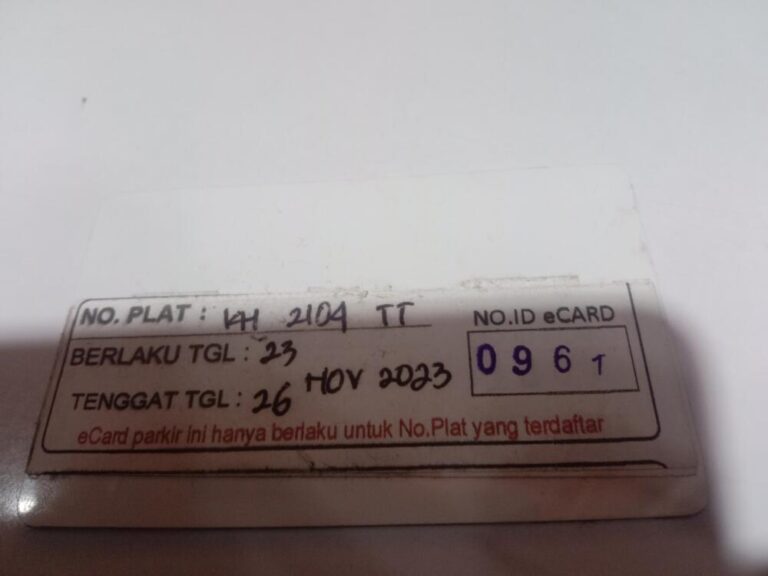 NO. PLAT : KH 2104 TT
NO.ID eCARD
BERLAKU TGL : 23
0961
NOV 2023
TENGGAT TGL : 26
eCard parkir ini hanya berlaku untuk No.Plat yang terdaftar